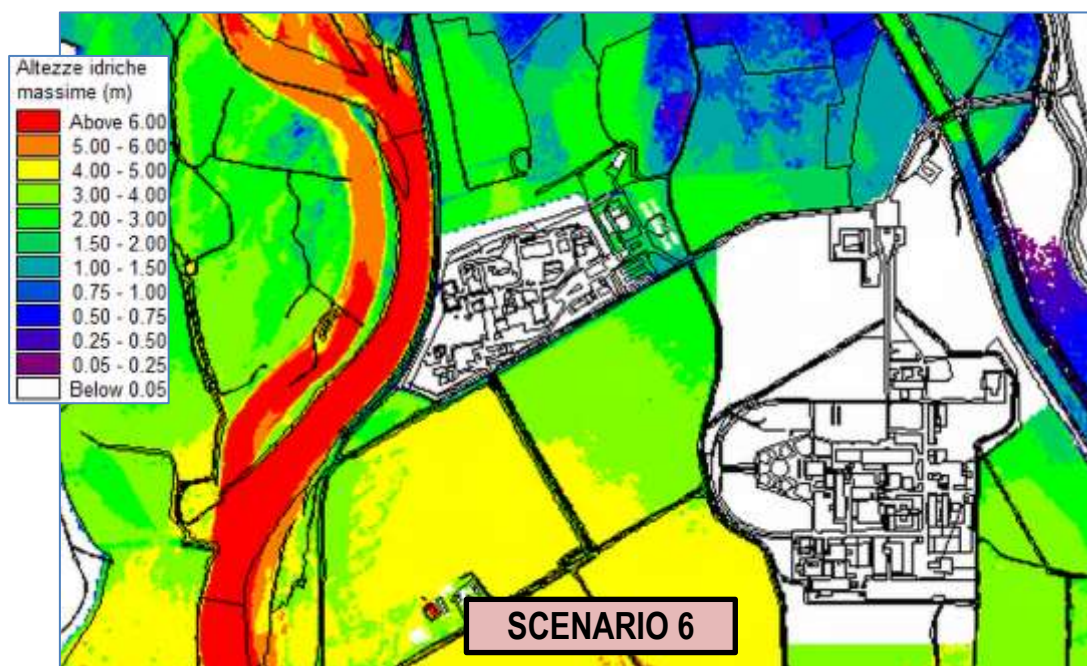 Altezze idriche
massime (m)
Above 6.00
5.00 - 6.00
4.00 - 5.00
3.00 - 4.00
2.00 - 3.00
1.50 - 2.00
1.00 - 1.50
0.75 - 1.00
0.50 - 0.75
0.25 - 0.50
0.05 - 0.25
Below 0.05
SCENARIO 6